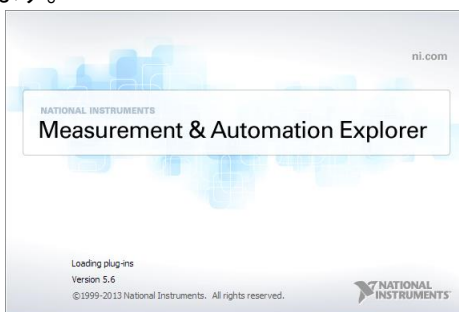 ni.com
NATIONAL INSTRUMENTS
Measurement & Automation Explorer
Loading plug-ins
Version 5.6
©1999-2013 National Instruments. All rights reserved.
NATIONAL
INSTRUMENTS